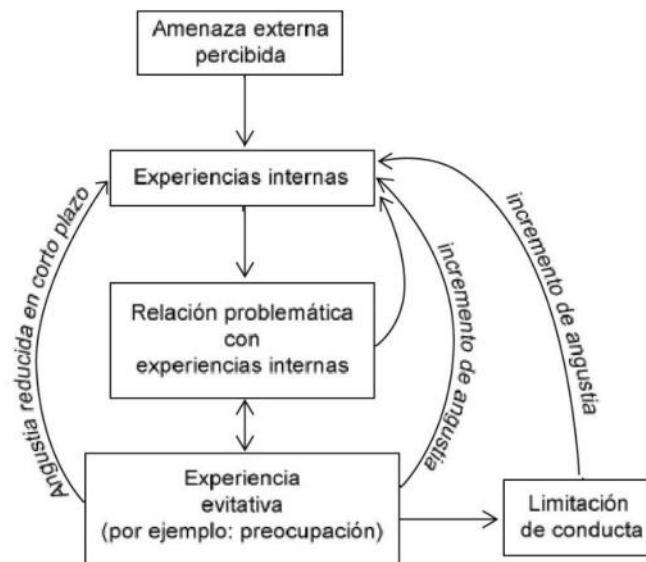 Amenaza externa
percibida
Experiencias internas
Angustia reducida en corto plazo
incremento de angustia
incremento de angustia
Relación problemática
con
experiencias internas
Experiencia
evitativa
(por ejemplo: preocupación)
Limitación
de conducta